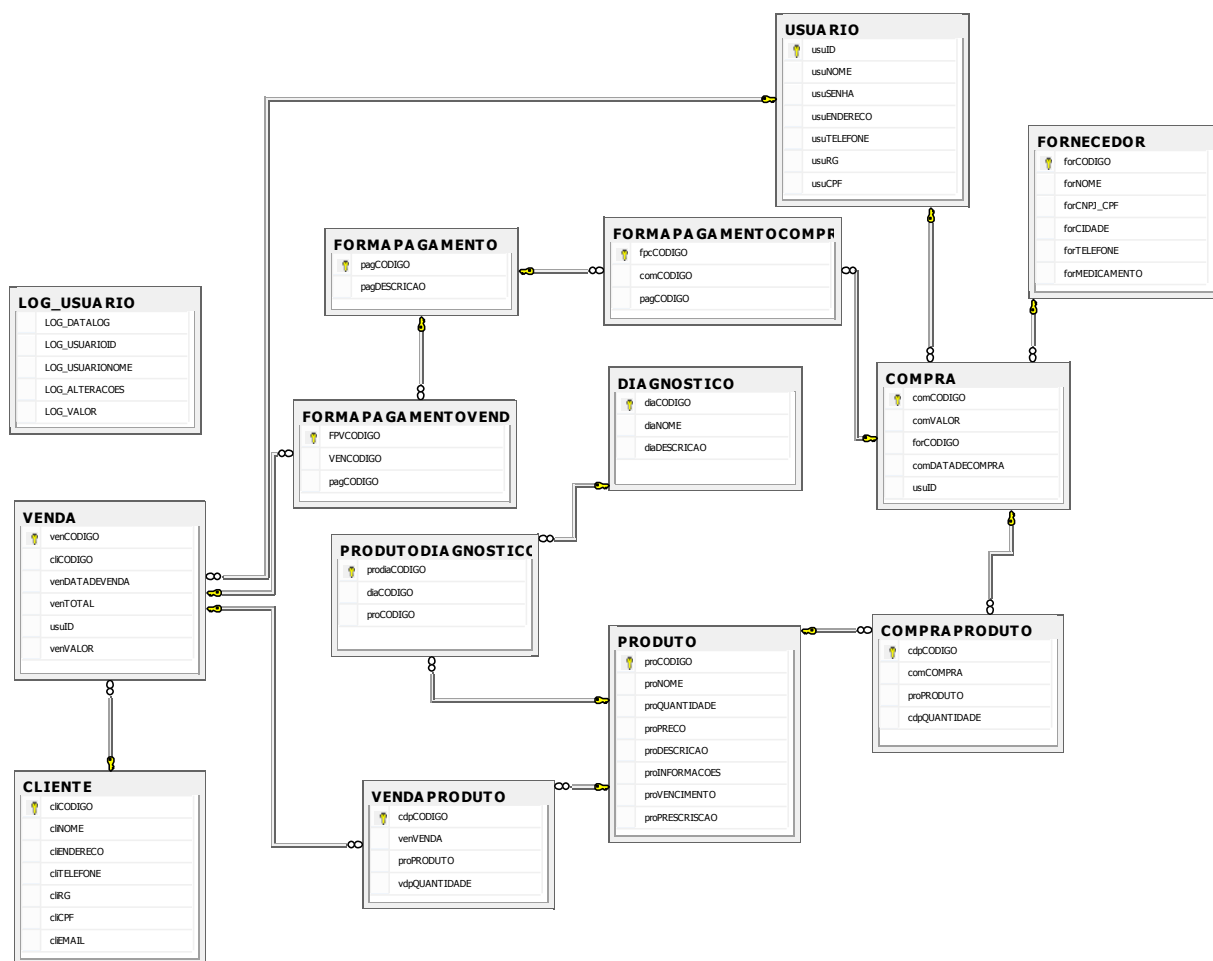 USUARIO
usuID
usuNOME
usuSENHA
usuENDERECO
usuTELEFONE
usuRG
usuCPF
FORNECEDOR
forCODIGO
forNOME
forCNPJ_CPF
forCIDADE
forTELEFONE
forMEDICAMENTO
FORMAPAGAMENTO
pagCODIGO
pagDESCRICAO
FORMAPAGAMENTOCOMPR
fpcCODIGO
comCODIGO
pagCODIGO
LOG_USUARIO
LOG_DATALOG
LOG_USUARIOID
LOG_USUARIONOME
LOG_ALTERACOES
LOG_VALOR
DIAGNOSTICO
diaCODIGO
diaNOME
diaDESCRICAO
COMPRA
comCODIGO
comVALOR
forCODIGO
comDATADECOMPRA
usuID
FORMAPAGAMENTOVEND
FPVCODIGO
VENCODIGO
pagCODIGO
VENDA
venCODIGO
cliCODIGO
venDATADEVENDA
venTOTAL
usuID
venVALOR
PRODUTODIAGNOSTICO
prodiaCODIGO
diaCODIGO
proCODIGO
PRODUTO
proCODIGO
proNOME
proQUANTIDADE
proPRECO
proDESCRICAO
proINFORMACOES
proVENCIMENTO
proPRESCRISCAO
COMPRAPRODUTO
cdpCODIGO
comCOMPRA
proPRODUTO
cdpQUANTIDADE
CLIENTE
cliCODIGO
cliNOME
cliENDERECO
cliTELEFONE
cliRG
cliCPF
cliEMAIL
VENDAPRODUTO
cdpCODIGO
venVENDA
proPRODUTO
vdpQUANTIDADE